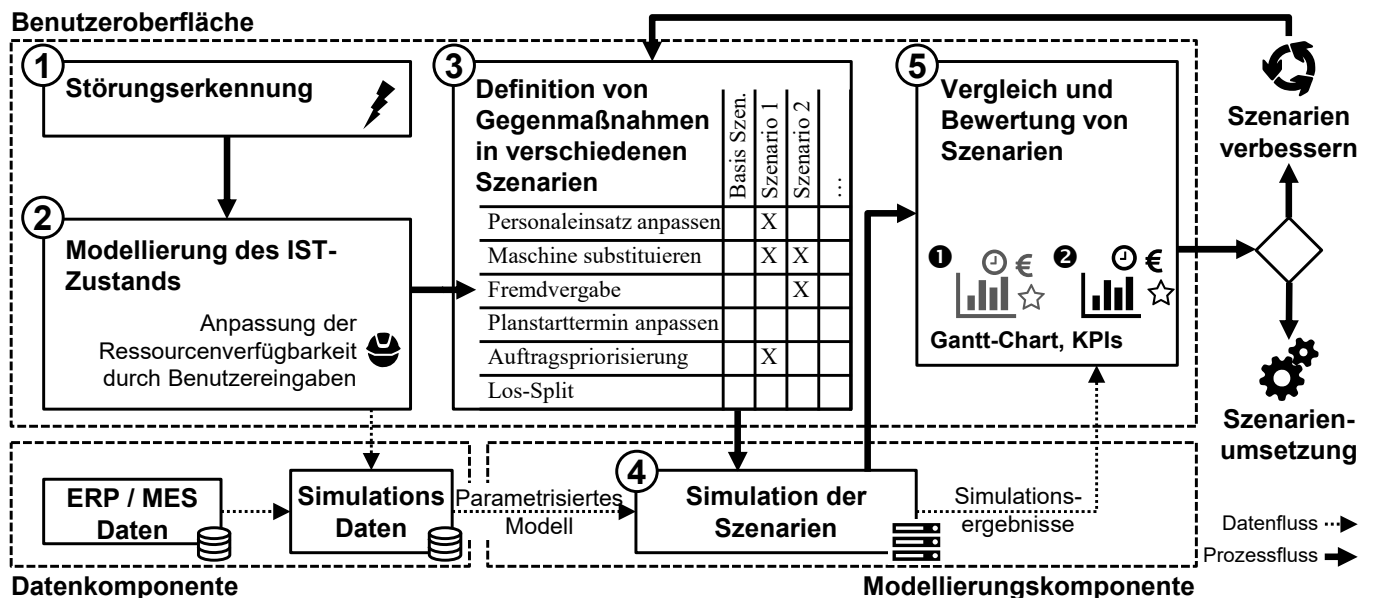 Benutzeroberfläche
1
Störungserkennung
2
Modellierung des IST-
Zustands
Anpassung der
Ressourcenverfügbarkeit
durch Benutzereingaben
3
Definition von
Gegenmaßnahmen
in verschiedenen
Szenarien
Basis Szen.
Szenario 1
Szenario 2
…
Personaleinsatz anpassen X
Maschine substituieren X X
Fremdvergabe X
Planstarttermin anpassen
Auftragspriorisierung X
Los-Split
5
Vergleich und
Bewertung von
Szenarien
❶ € ❷ €
Gantt-Chart, KPIs
Szenarien
verbessern
Szenarien-
umsetzung
ERP / MES
Daten
Simulations
Daten
Parametrisiertes
Modell
4
Simulation der
Szenarien
Simulations-
ergebnisse
Datenfluss
Prozessfluss
Datenkomponente
Modellierungskomponente